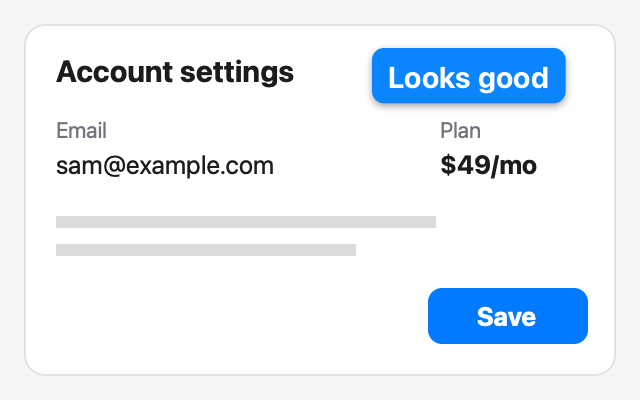 Account settings
Looks good
Email
Plan
sam@example.com
$49/mo
Save